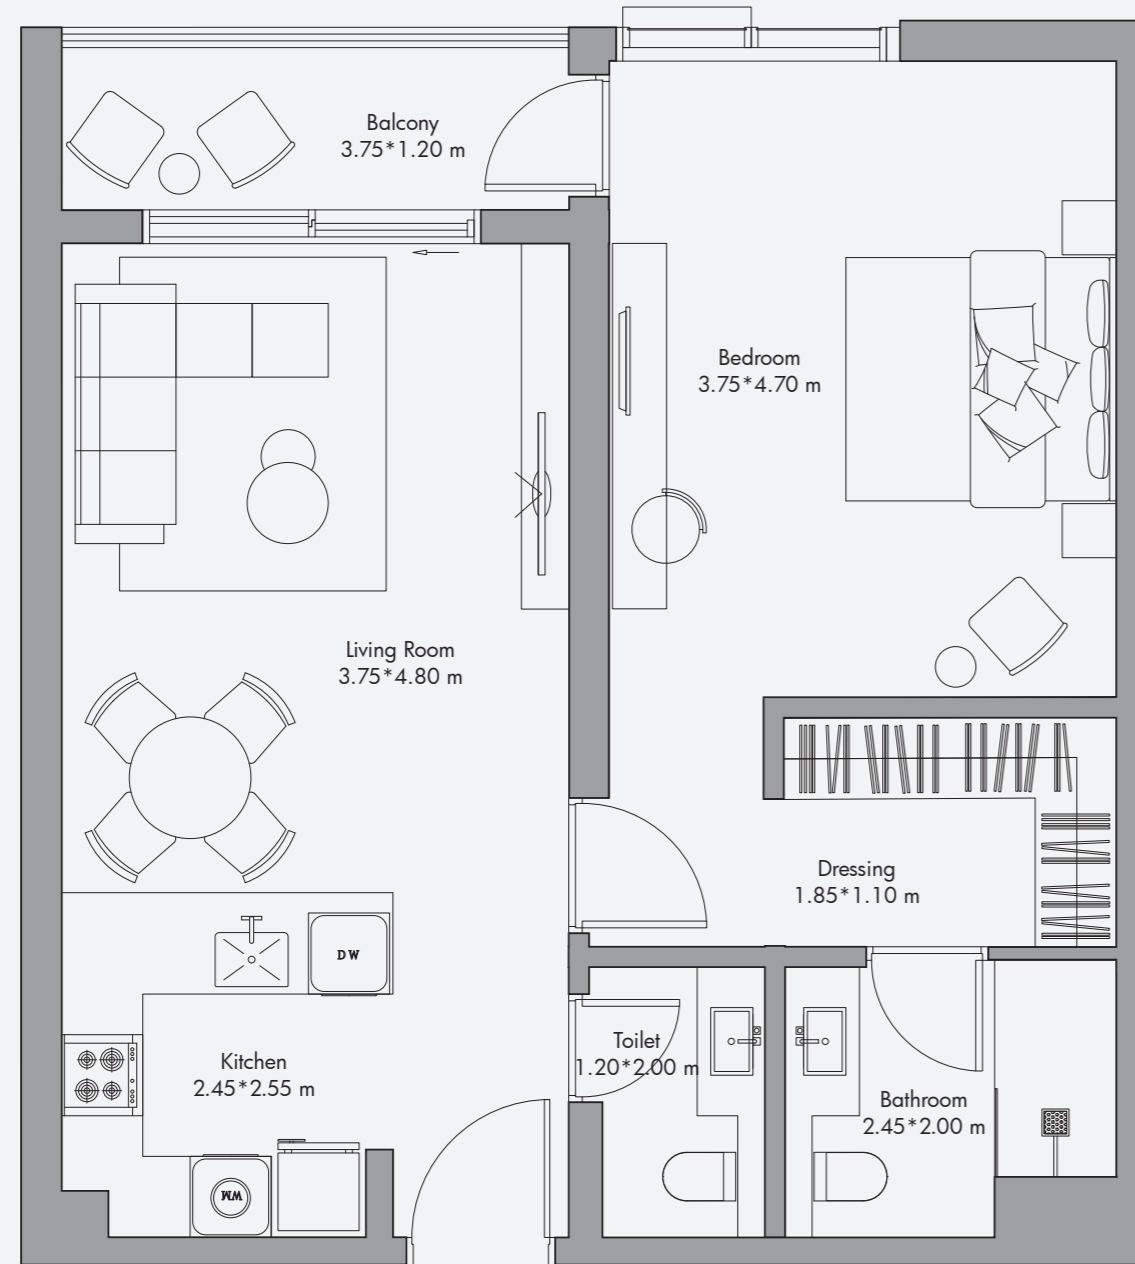 Balcony
3.75*1.20 m
Bedroom
3.75*4.70 m
Living Room
3.75*4.80 m
Dressing
1.85*1.10 m
DW
Kitchen
2.45*2.55 m
Toilet
1.20*2.00 m
Bathroom
2.45*2.00 m
WM